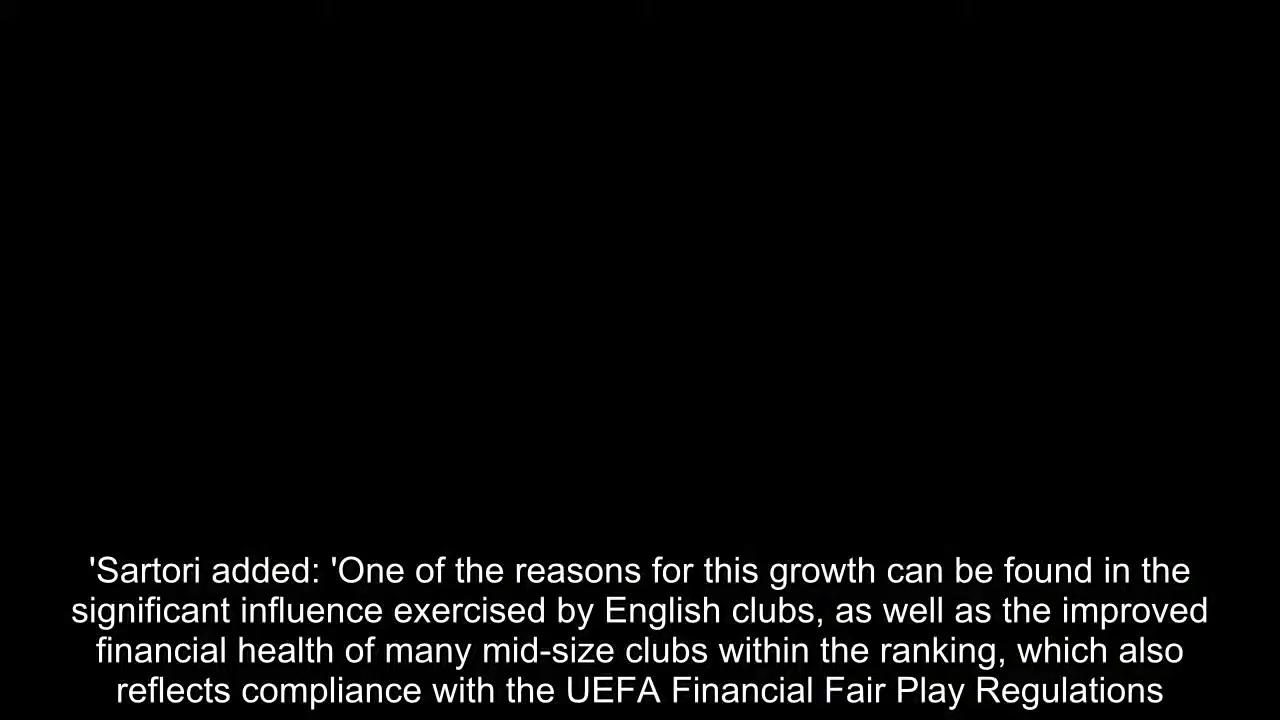 'Sartori added: 'One of the reasons for this growth can be found in the
significant influence exercised by English clubs, as well as the improved
financial health of many mid-size clubs within the ranking, which also
reflects compliance with the UEFA Financial Fair Play Regulations